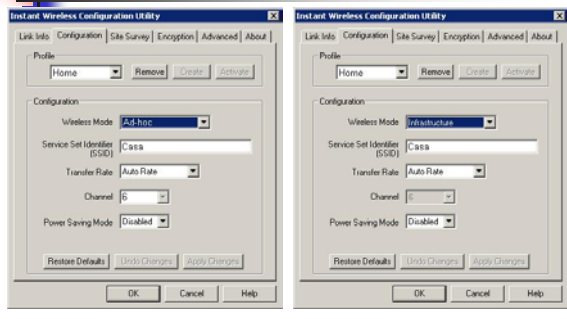 Instant Wireless Configuration Utility
Link Info Configuration Site Survey Encryption Advanced About
Profile
Home Remove Create Activate
Configuration
Wireless Mode Ad-hoc
Service Set Identifier
(SSID) Casa
Transfer Rate Auto Rate
Channel 6
Power Saving Mode Disabled
Restore Defaults Undo Changes Apply Changes
OK Cancel Help
Instant Wireless Configuration Utility
Link Info Configuration Site Survey Encryption Advanced About
Profile
Home Remove Create Activate
Configuration
Wireless Mode Infrastructure
Service Set Identifier
(SSID) Casa
Transfer Rate Auto Rate
Channel 6
Power Saving Mode Disabled
Restore Defaults Undo Changes Apply Changes
OK Cancel Help